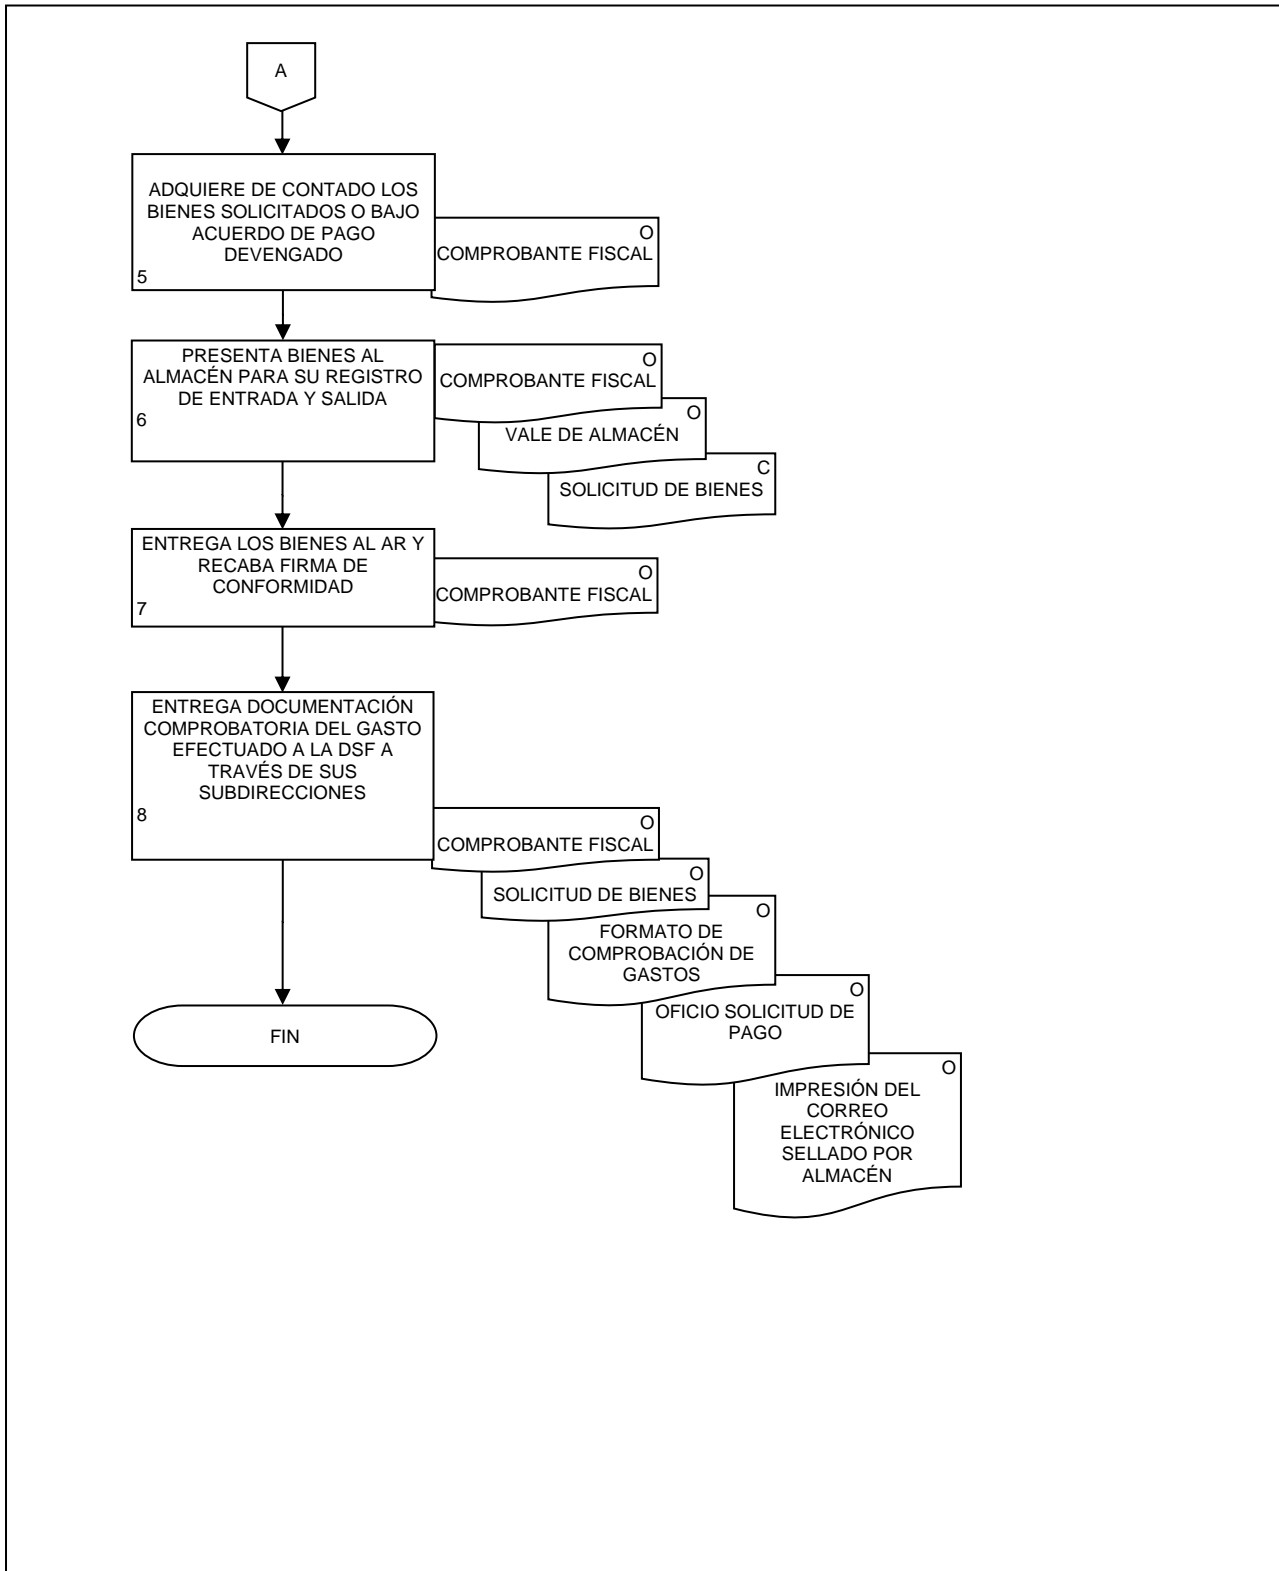 A
ADQUIERE DE CONTADO LOS
BIENES SOLICITADOS O BAJO
ACUERDO DE PAGO
DEVENGADO
5
O
COMPROBANTE FISCAL
PRESENTA BIENES AL
ALMACÉN PARA SU REGISTRO
DE ENTRADA Y SALIDA
6
O
COMPROBANTE FISCAL
O
VALE DE ALMACÉN
C
SOLICITUD DE BIENES
ENTREGA LOS BIENES AL AR Y
RECABA FIRMA DE
CONFORMIDAD
7
O
COMPROBANTE FISCAL
ENTREGA DOCUMENTACIÓN
COMPROBATORIA DEL GASTO
EFECTUADO A LA DSF A
TRAVÉS DE SUS
SUBDIRECCIONES
8
O
COMPROBANTE FISCAL
O
SOLICITUD DE BIENES
O
FORMATO DE
COMPROBACIÓN DE
GASTOS
O
OFICIO SOLICITUD DE
PAGO
O
IMPRESIÓN DEL
CORREO
ELECTRÓNICO
SELLADO POR
ALMACÉN
FIN